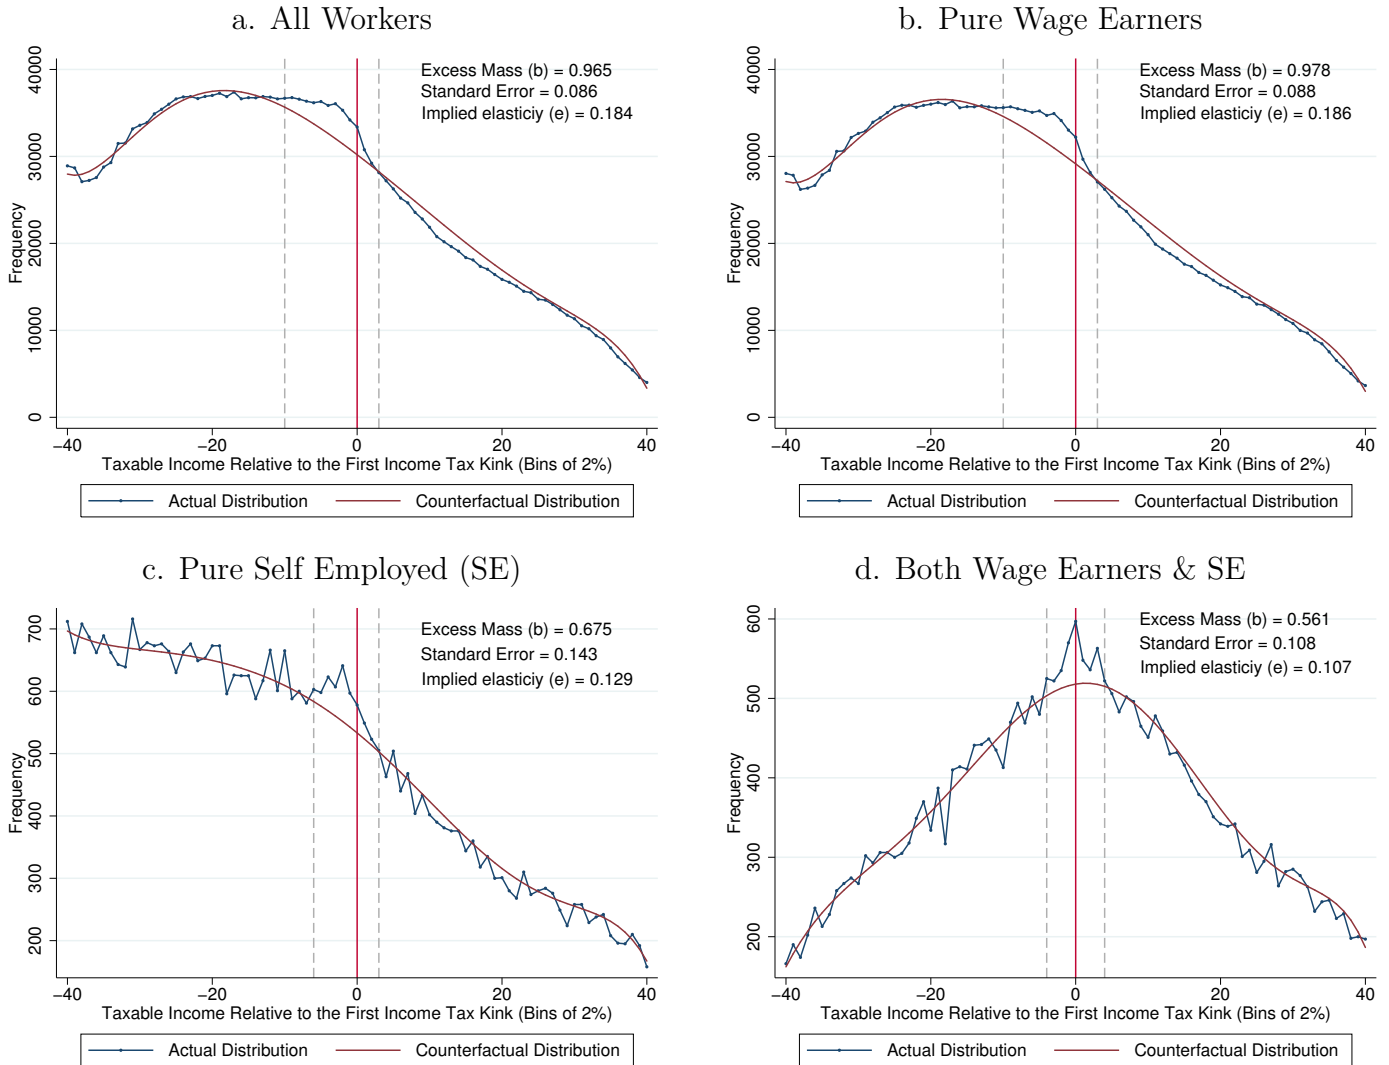 a. All Workers
Excess Mass (b) = 0.965
Standard Error = 0.086
Implied elasticiy (e) = 0.184
Frequency
0
10000
20000
30000
40000
−40
−20
0
20
40
Taxable Income Relative to the First Income Tax Kink (Bins of 2%)
Actual Distribution
Counterfactual Distribution
b. Pure Wage Earners
Excess Mass (b) = 0.978
Standard Error = 0.088
Implied elasticiy (e) = 0.186
Frequency
0
10000
20000
30000
40000
−40
−20
0
20
40
Taxable Income Relative to the First Income Tax Kink (Bins of 2%)
Actual Distribution
Counterfactual Distribution
c. Pure Self Employed (SE)
Excess Mass (b) = 0.675
Standard Error = 0.143
Implied elasticiy (e) = 0.129
Frequency
200
300
400
500
600
700
−40
−20
0
20
40
Taxable Income Relative to the First Income Tax Kink (Bins of 2%)
Actual Distribution
Counterfactual Distribution
d. Both Wage Earners & SE
Excess Mass (b) = 0.561
Standard Error = 0.108
Implied elasticiy (e) = 0.107
Frequency
200
300
400
500
600
−40
−20
0
20
40
Taxable Income Relative to the First Income Tax Kink (Bins of 2%)
Actual Distribution
Counterfactual Distribution